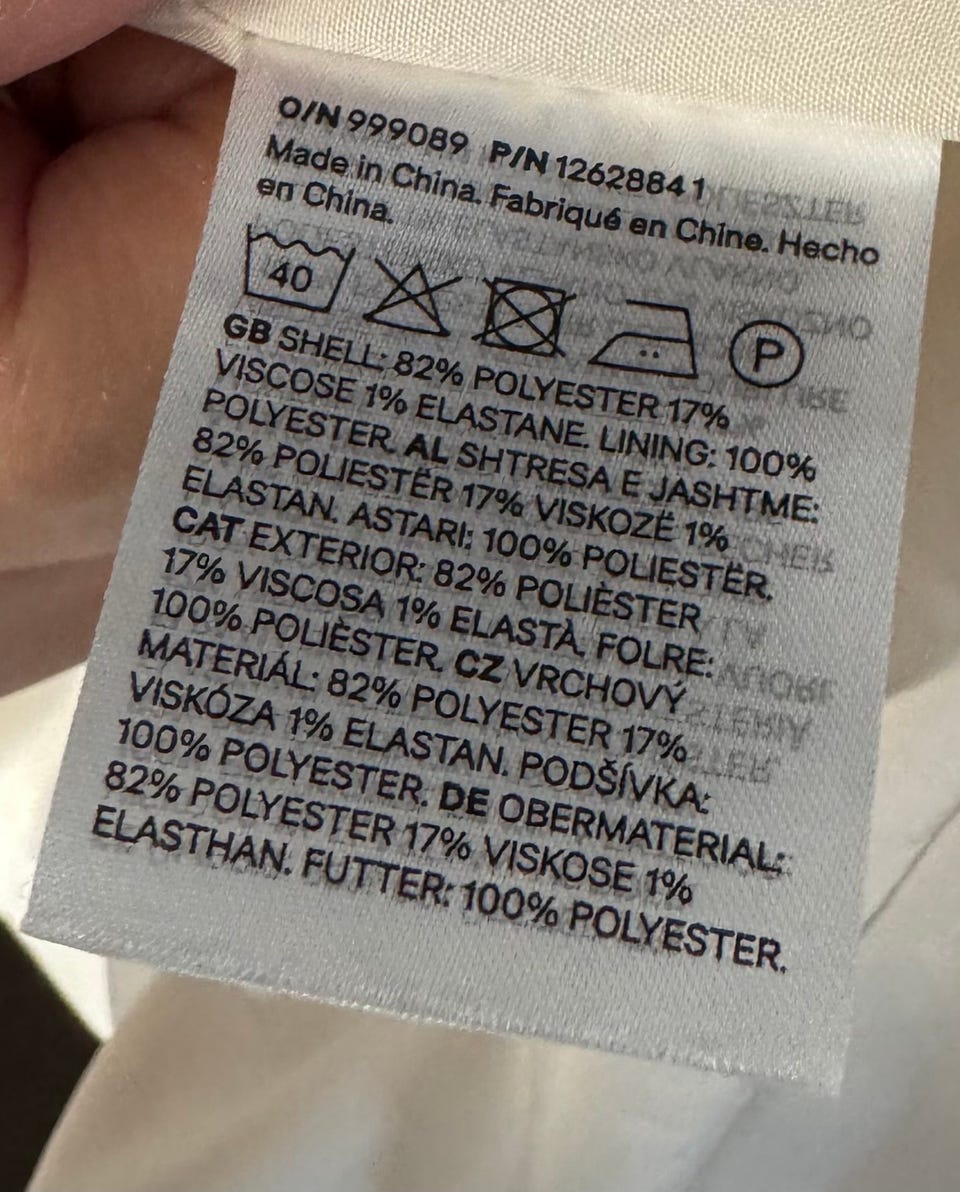 O/N 999089 P/N 12628841
Made in China. Fabriqué en Chine. Hecho
en China.
40
P
GB SHELL: 82% POLYESTER 17%
VISCOSE 1% ELASTANE. LINING: 100%
POLYESTER. AL SHTRESA E JASHTME:
82% POLIESTËR 17% VISKOZË 1%
ELASTAN. ASTARI: 100% POLIESTËR.
CAT EXTERIOR: 82% POLIÈSTER
17% VISCOSA 1% ELASTÀ. FOLRE:
100% POLIÈSTER. CZ VRCHOVÝ
MATERIÁL: 82% POLYESTER 17%
VISKÓZA 1% ELASTAN. PODŠÍVKA:
100% POLYESTER. DE OBERMATERIAL:
82% POLYESTER 17% VISKOSE 1%
ELASTHAN. FUTTER: 100% POLYESTER.